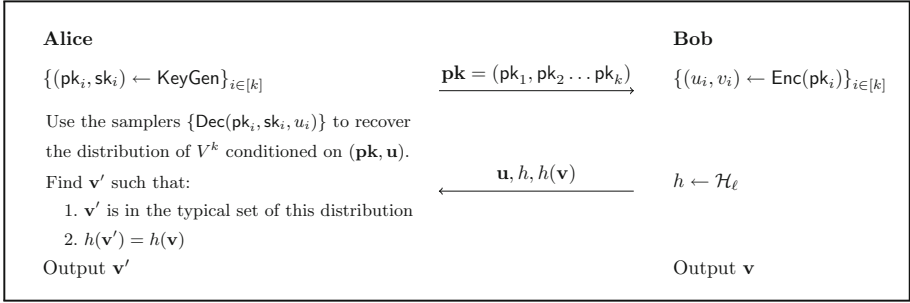 Alice Bob
{(pk_i, sk_i) ← KeyGen}_{i∈[k]} pk = (pk_1, pk_2 … pk_k) {(u_i, v_i) ← Enc(pk_i)}_{i∈[k]}
Use the samplers {Dec(pk_i, sk_i, u_i)} to recover
the distribution of V^k conditioned on (pk, u).
Find v′ such that: u, h, h(v) h ← H_ℓ
1. v′ is in the typical set of this distribution
2. h(v′) = h(v)
Output v′ Output v